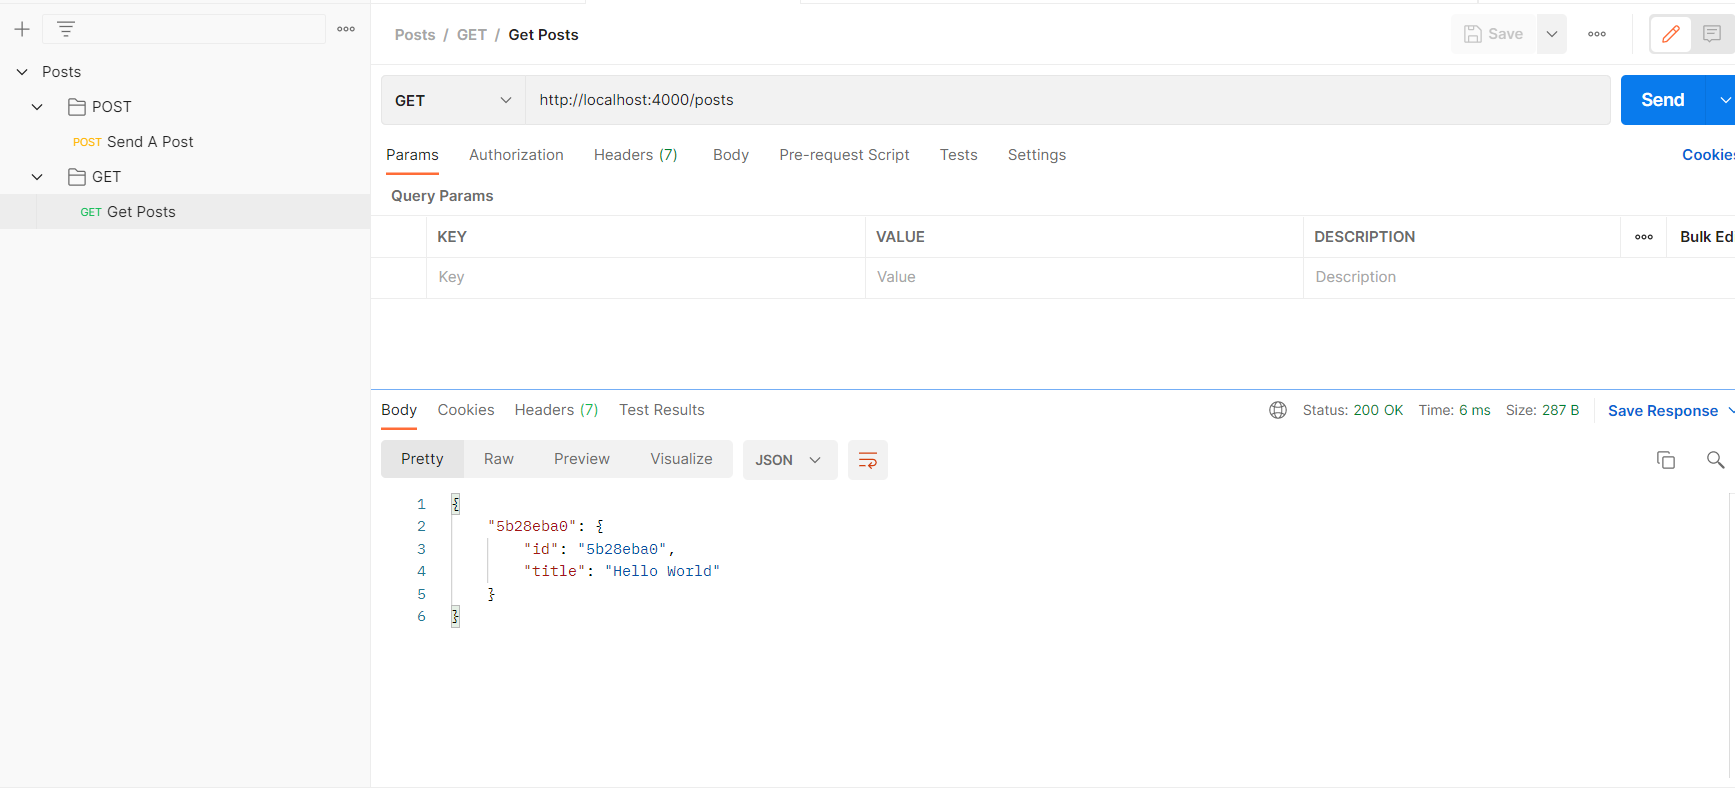 Posts
POST
POST Send A Post
GET
GET Get Posts
Posts / GET / Get Posts
Save
GET
http://localhost:4000/posts
Send
Params Authorization Headers (7) Body Pre-request Script Tests Settings
Cookies
Query Params
KEY VALUE DESCRIPTION Bulk Ed
Key Value Description
Body Cookies Headers (7) Test Results
Status: 200 OK Time: 6 ms Size: 287 B Save Response
Pretty Raw Preview Visualize JSON
1 {
2 "5b28eba0": {
3 "id": "5b28eba0",
4 "title": "Hello World"
5 }
6 }